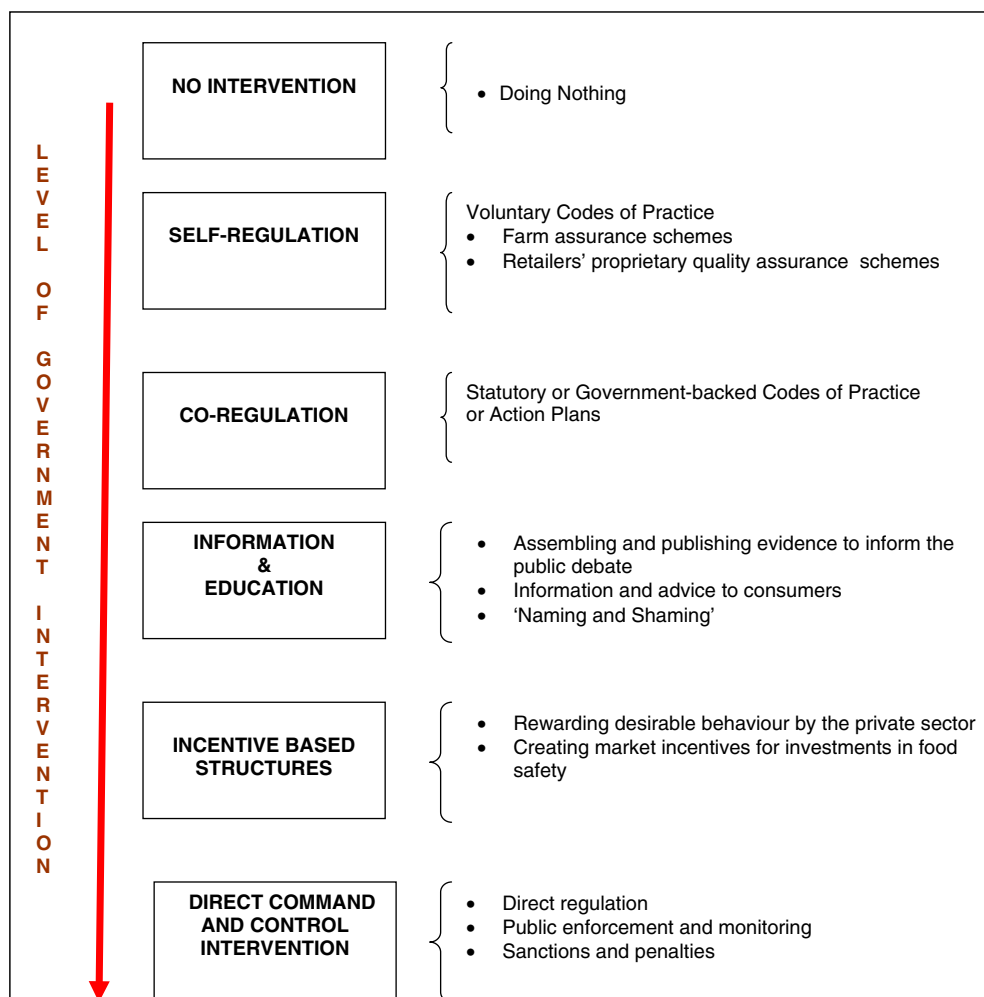 LEVEL OF GOVERNMENT INTERVENTION
NO INTERVENTION
• Doing Nothing
SELF-REGULATION
Voluntary Codes of Practice
• Farm assurance schemes
• Retailers’ proprietary quality assurance schemes
CO-REGULATION
Statutory or Government-backed Codes of Practice
or Action Plans
INFORMATION
&
EDUCATION
• Assembling and publishing evidence to inform the
public debate
• Information and advice to consumers
• ‘Naming and Shaming’
INCENTIVE BASED
STRUCTURES
• Rewarding desirable behaviour by the private sector
• Creating market incentives for investments in food
safety
DIRECT COMMAND
AND CONTROL
INTERVENTION
• Direct regulation
• Public enforcement and monitoring
• Sanctions and penalties